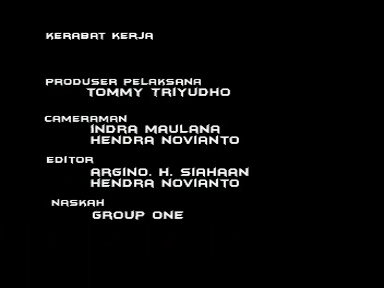 KERABAT KERJA
PRODUSER PELAKSANA
TOMMY TRIYUDHO
CAMERAMAN
INDRA MAULANA
HENDRA NOVIANTO
EDITOR
ARGINO. H. SIAHAAN
HENDRA NOVIANTO
NASKAH
GROUP ONE